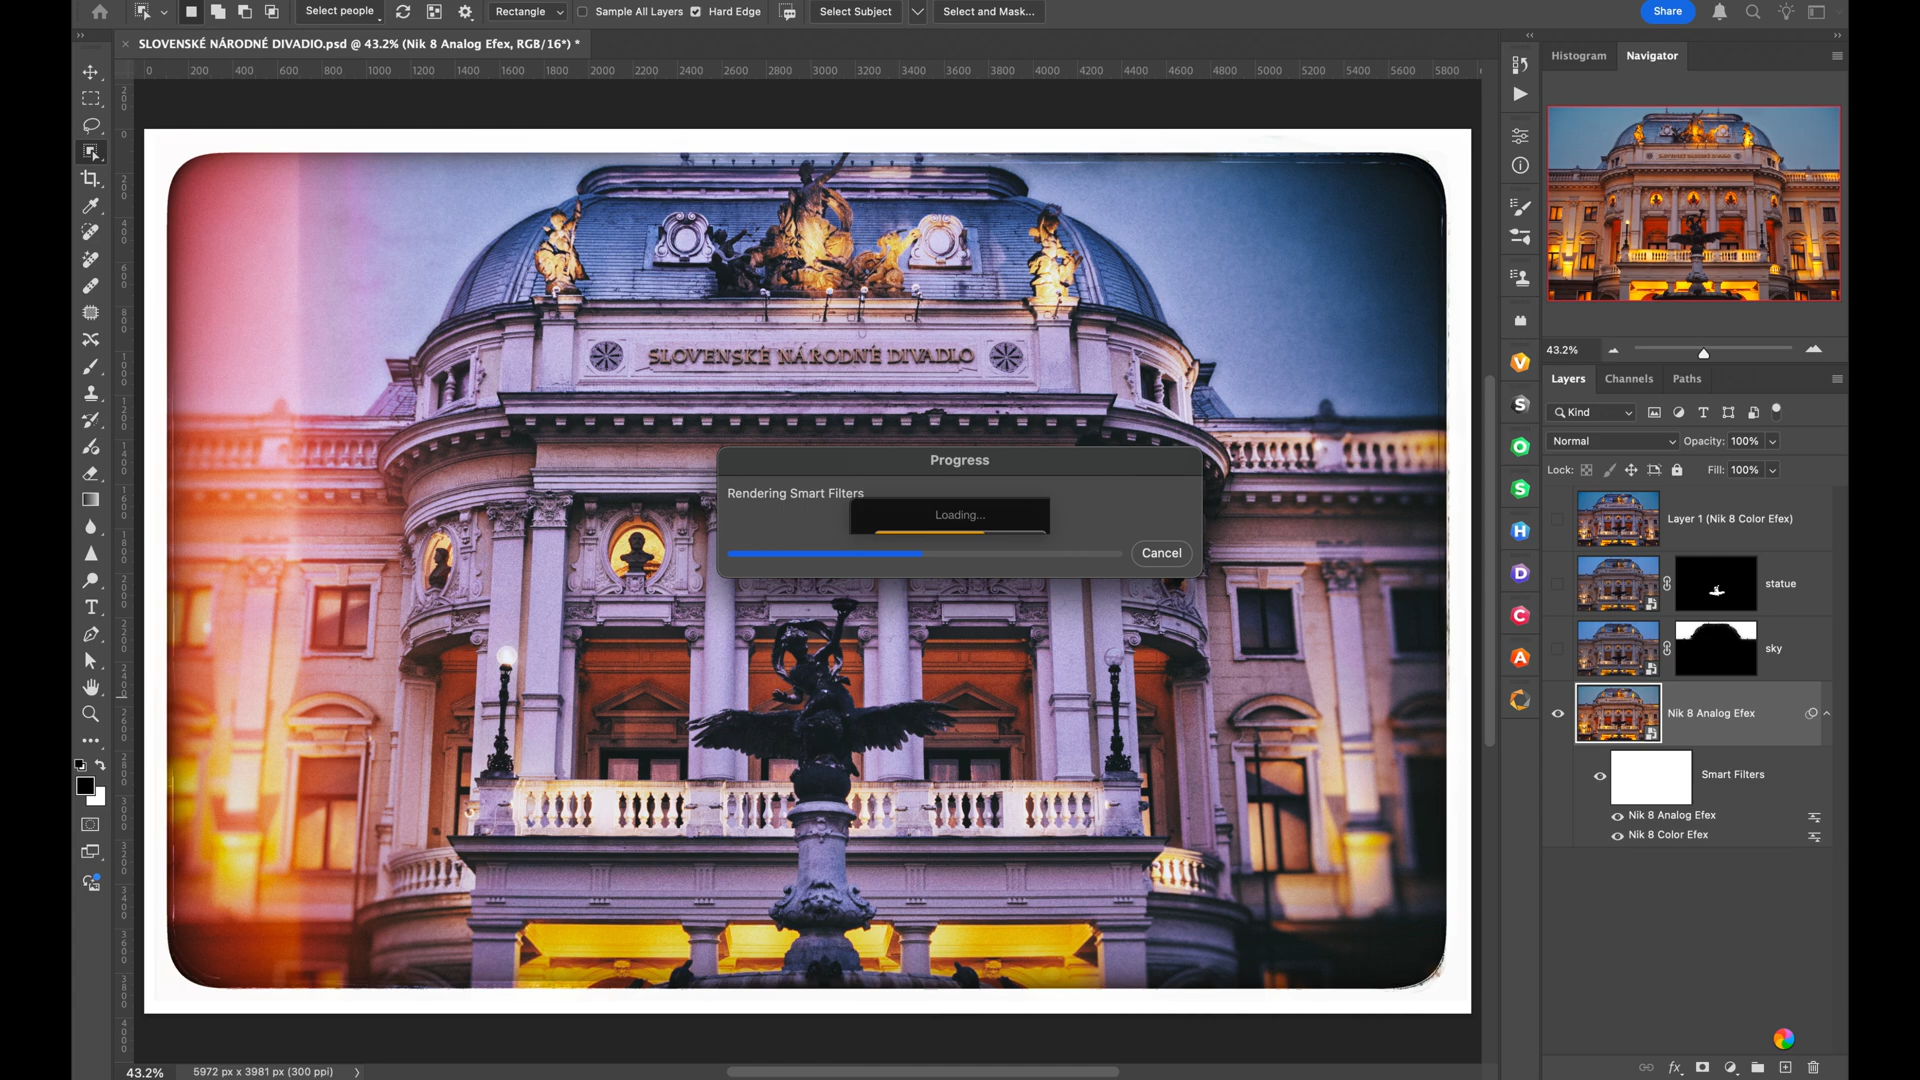 Select people
Rectangle
Sample All Layers
Hard Edge
Select Subject
Select and Mask...
Share
SLOVENSKÉ NÁRODNÉ DIVADIO.psd @ 43.2% (Nik 8 Analog Efex, RGB/16*) *
0 200 400 600 800 1000 1200 1400 1600 1800 2000 2200 2400 2600 2800 3000 3200 3400 3600 3800 4000 4200 4400 4600 4800 5000 5200 5400 5600 5800
Histogram
Navigator
SLOVENSKÉ NÁRODNÉ DIVADLO
43.2%
Layers
Channels
Paths
Kind
Normal
Opacity: 100%
Lock:
Fill: 100%
Progress
Rendering Smart Filters
Loading...
Cancel
Layer 1 (Nik 8 Color Efex)
statue
sky
Nik 8 Analog Efex
Smart Filters
Nik 8 Analog Efex
Nik 8 Color Efex
43.2%
5972 px x 3981 px (300 ppi)